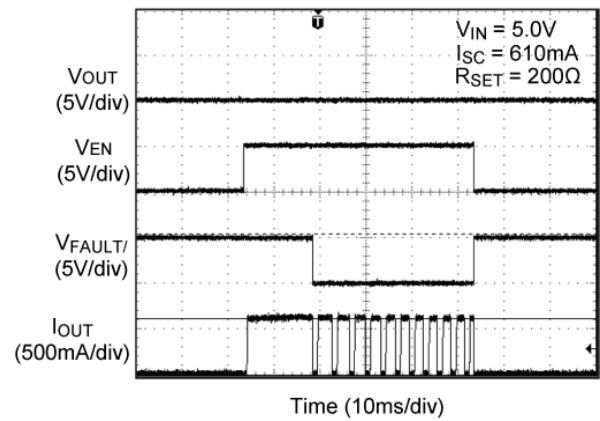 T
VIN = 5.0V
ISC = 610mA
RSET = 200Ω
VOUT
(5V/div)
VEN
(5V/div)
VFAULT/
(5V/div)
IOUT
(500mA/div)
Time (10ms/div)